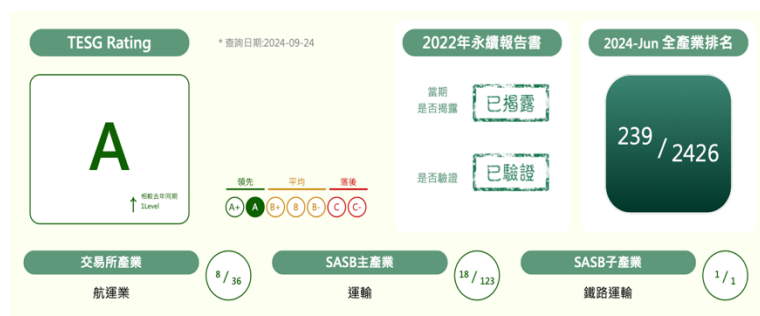 TESG Rating
* 查詢日期:2024-09-24
2022年永續報告書
2024-Jun 全產業排名
A
相較去年同期
↑ 1Level
領先 平均 落後
A+ A B+ B B- C C-
當期
是否揭露
已揭露
是否驗證
已驗證
239 / 2426
交易所產業
航運業
8 / 36
SASB主產業
運輸
18 / 123
SASB子產業
鐵路運輸
1 / 1